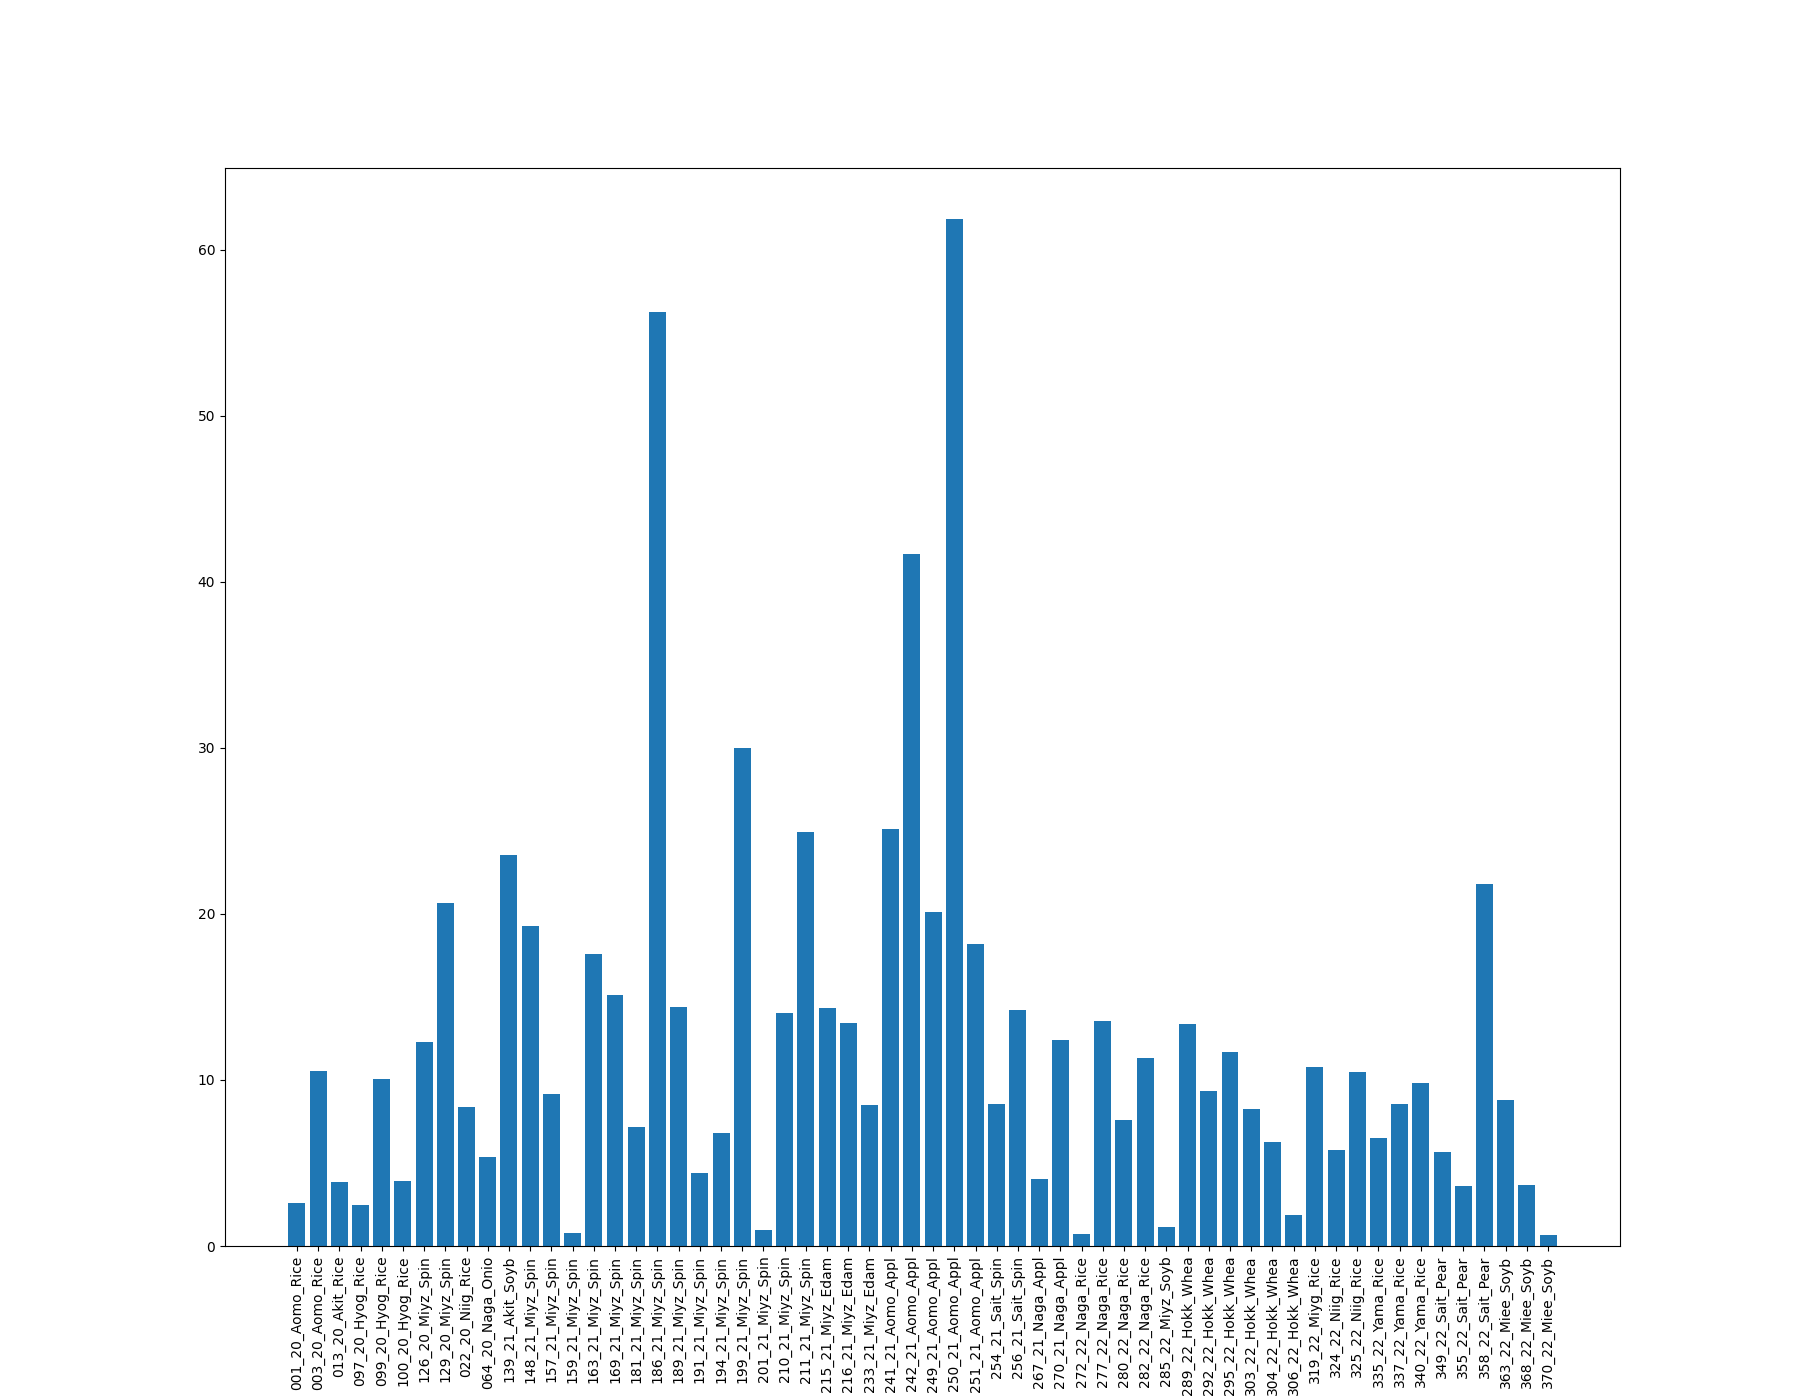 60
50
40
30
20
10
0
001_20_Aomo_Rice
003_20_Aomo_Rice
013_20_Akit_Rice
097_20_Hyog_Rice
099_20_Hyog_Rice
100_20_Hyog_Rice
126_20_Miyz_Spin
129_20_Miyz_Spin
022_20_Niig_Rice
064_20_Naga_Onio
139_21_Akit_Soyb
148_21_Miyz_Spin
157_21_Miyz_Spin
159_21_Miyz_Spin
163_21_Miyz_Spin
169_21_Miyz_Spin
181_21_Miyz_Spin
186_21_Miyz_Spin
189_21_Miyz_Spin
191_21_Miyz_Spin
194_21_Miyz_Spin
199_21_Miyz_Spin
201_21_Miyz_Spin
210_21_Miyz_Spin
211_21_Miyz_Spin
215_21_Miyz_Edam
216_21_Miyz_Edam
233_21_Miyz_Edam
241_21_Aomo_Appl
242_21_Aomo_Appl
249_21_Aomo_Appl
250_21_Aomo_Appl
251_21_Aomo_Appl
254_21_Sait_Spin
256_21_Sait_Spin
267_21_Naga_Appl
270_21_Naga_Appl
272_22_Naga_Rice
277_22_Naga_Rice
280_22_Naga_Rice
282_22_Naga_Rice
285_22_Miyz_Soyb
289_22_Hokk_Whea
292_22_Hokk_Whea
295_22_Hokk_Whea
303_22_Hokk_Whea
304_22_Hokk_Whea
306_22_Hokk_Whea
319_22_Miyg_Rice
324_22_Niig_Rice
325_22_Niig_Rice
335_22_Yama_Rice
337_22_Yama_Rice
340_22_Yama_Rice
349_22_Sait_Pear
355_22_Sait_Pear
358_22_Sait_Pear
363_22_Miee_Soyb
368_22_Miee_Soyb
370_22_Miee_Soyb